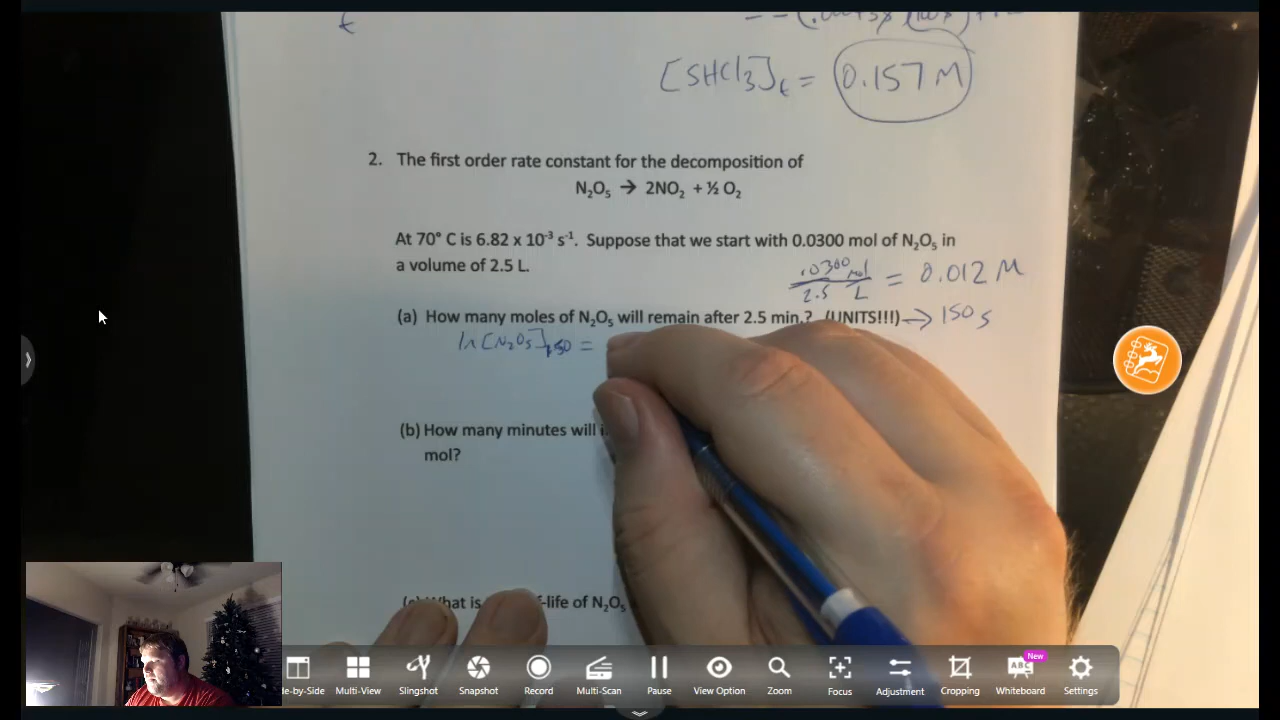 [SHCl3]t = 0.157 M
2. The first order rate constant for the decomposition of
N₂O₅ → 2NO₂ + ½ O₂
At 70° C is 6.82 x 10⁻³ s⁻¹. Suppose that we start with 0.0300 mol of N₂O₅ in
a volume of 2.5 L.
.0300 mol / 2.5 L = 0.012 M
(a) How many moles of N₂O₅ will remain after 2.5 min.? (UNITS!!!) → 150 s
ln [N₂O₅]150 =
(b) How many minutes will
mol?
What is -life of N₂O₅
Side-by-Side
Multi-View
Slingshot
Snapshot
Record
Multi-Scan
Pause
View Option
Zoom
Focus
Adjustment
Cropping
New
ABC
Whiteboard
Settings